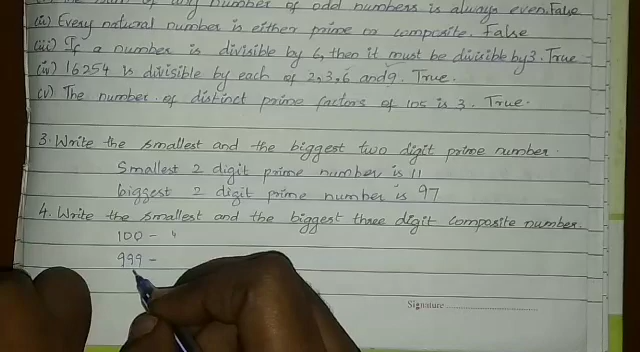 number of odd numbers is always even. False
(ii) Every natural number is either prime or composite. False
(iii) If a number is divisible by 6, then it must be divisible by 3. True
(iv) 16254 is divisible by each of 2, 3, 6 and 9. True.
(v) The number of distinct prime factors of 105 is 3. True.
3. Write the smallest and the biggest two digit prime number.
Smallest 2 digit prime number is 11
biggest 2 digit prime number is 97
4. Write the smallest and the biggest three digit composite number.
100 -
999 -
Signature